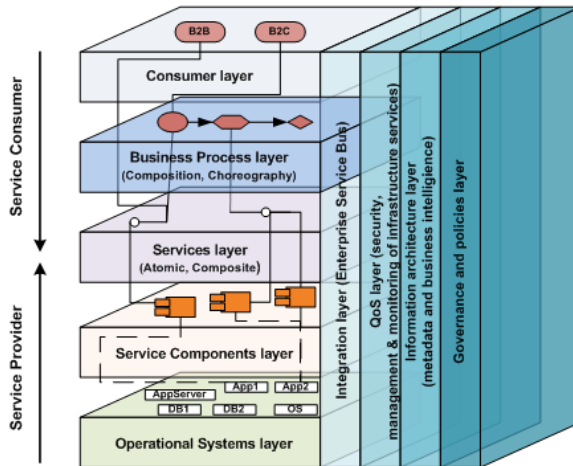 B2B
B2C
Consumer layer
Business Process layer
(Composition, Choreography)
Services layer
(Atomic, Composite)
Service Components layer
AppServer
App1
App2
DB1
DB2
OS
Operational Systems layer
Service Consumer
Service Provider
Integration layer (Enterprise Service Bus)
QoS layer (security,
management & monitoring of infrastructure services)
Information architecture layer
(metadata and business intelligience)
Governance and policies layer